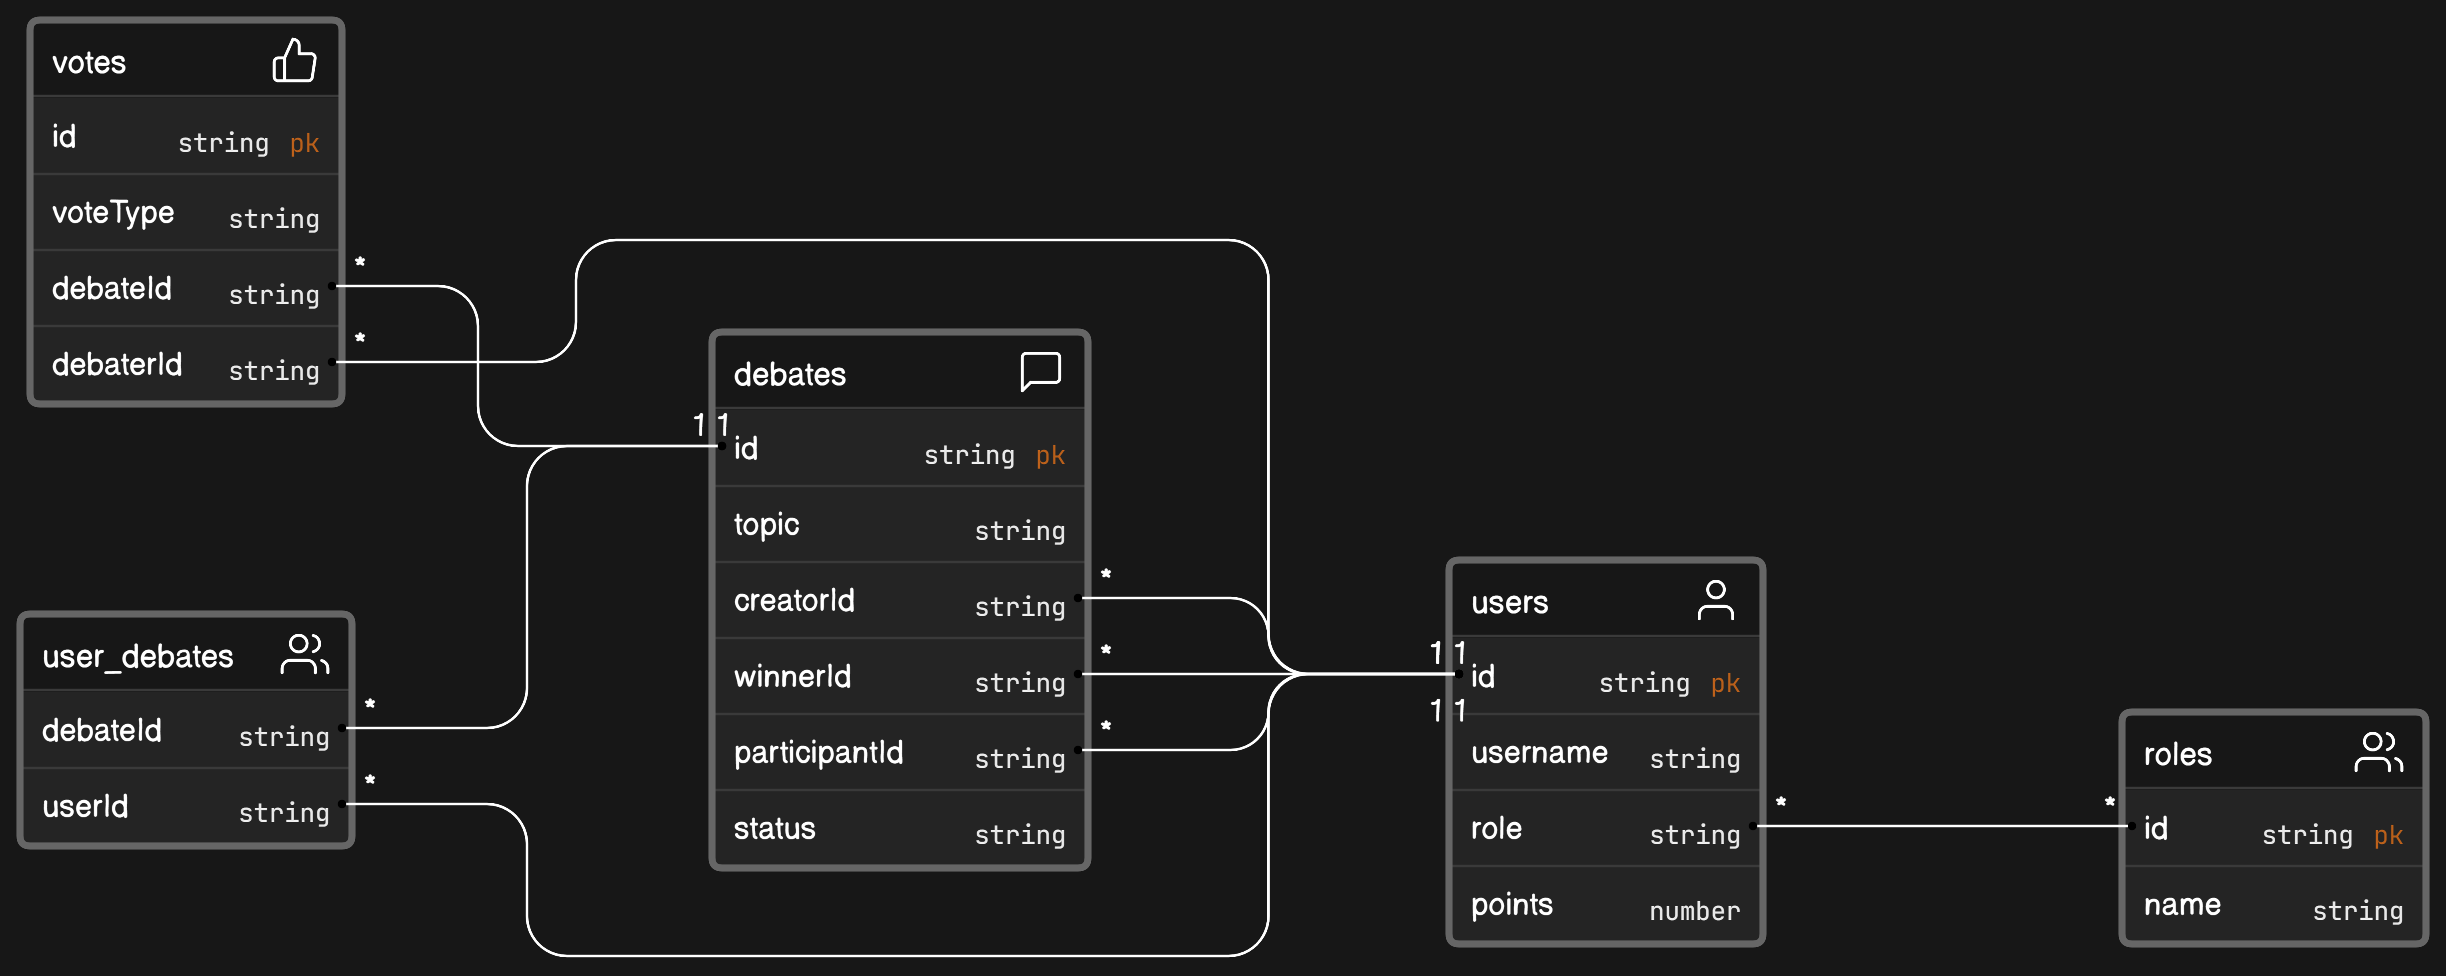 votes
id string pk
voteType string
*
debateId string
*
debaterId string
debates
1 1
id string pk
topic string
*
creatorId string
*
winnerId string
*
participantId string
status string
user_debates
*
debateId string
*
userId string
users
1 1
id string pk
1 1
username string
*
role string
points number
roles
*
id string pk
name string